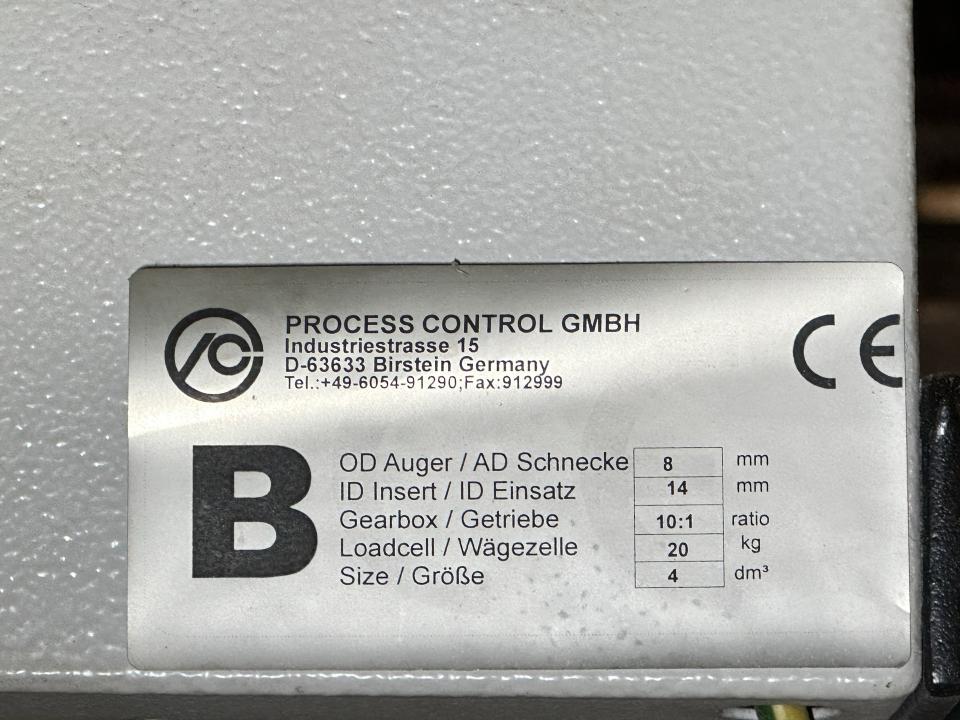 PROCESS CONTROL GMBH
Industriestrasse 15
D-63633 Birstein Germany
Tel.:+49-6054-91290;Fax:912999
CE
B
OD Auger / AD Schnecke 8 mm
ID Insert / ID Einsatz 14 mm
Gearbox / Getriebe 10:1 ratio
Loadcell / Wägezelle 20 kg
Size / Größe 4 dm³